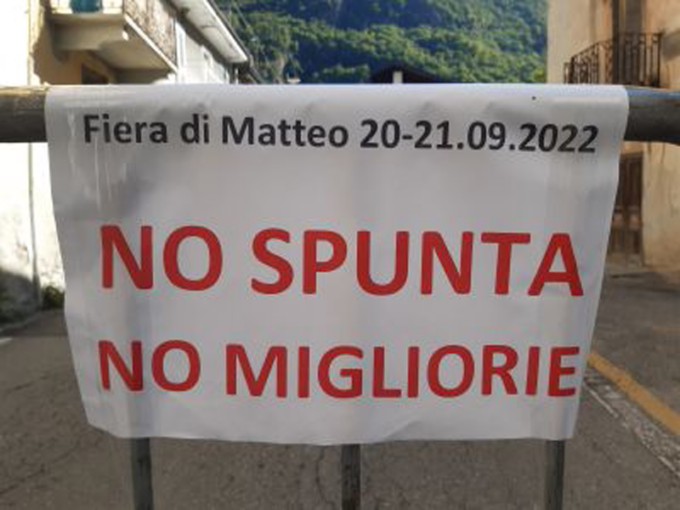 Fiera di Matteo 20-21.09.2022
NO SPUNTA
NO MIGLIORIE